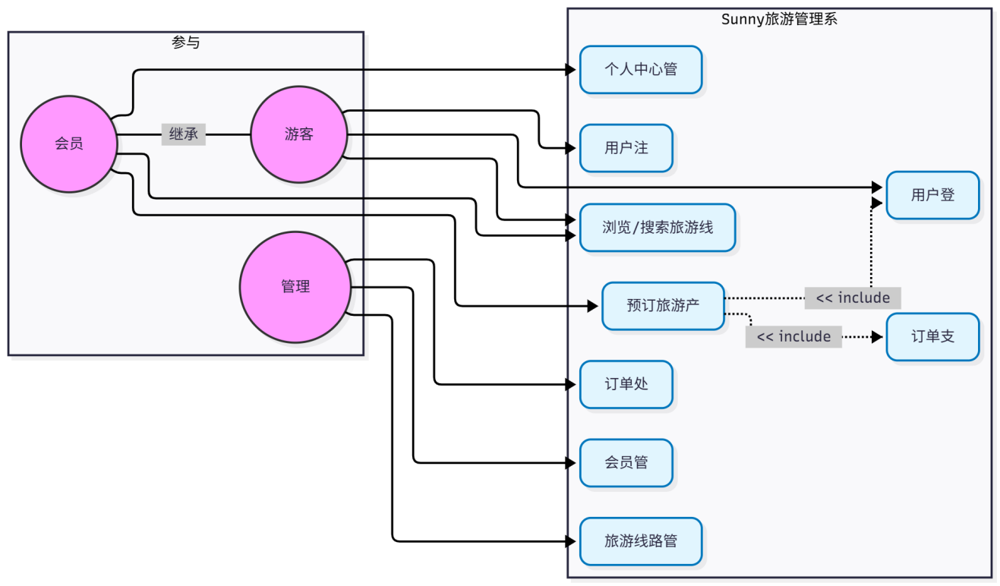 参与
Sunny旅游管理系
个人中心管
会员
继承
游客
用户注
用户登
浏览/搜索旅游线
管理
预订旅游产
<< include
<< include
订单支
订单处
会员管
旅游线路管